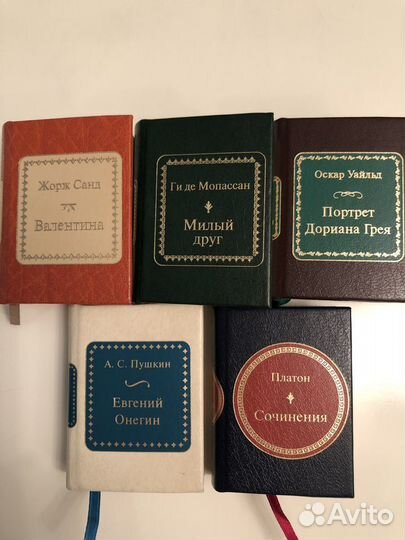 Жорж Санд
Валентина
Ги де Мопассан
Милый
друг
Оскар Уайльд
Портрет
Дориана Грея
А. С. Пушкин
Евгений
Онегин
Платон
Сочинения
Avito